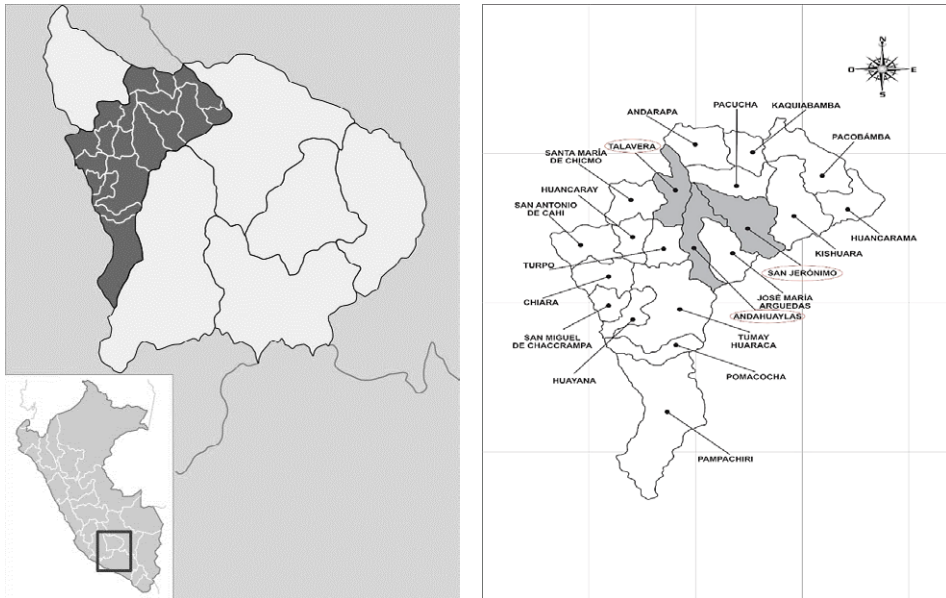 N
O
E
S
ANDARAPA
PACUCHA
KAQUIABAMBA
PACOBÁMBA
TALAVERA
SANTA MARÍA
DE CHICMO
HUANCARAY
SAN ANTONIO
DE CAHI
HUANCARAMA
KISHUARA
TURPO
SAN JERÓNIMO
CHIARA
JOSÉ MARÍA
ARGUEDAS
ANDAHUAYLAS
SAN MIGUEL
DE CHACCRAMPA
TUMAY
HUARACA
HUAYANA
POMACOCHA
PAMPACHIRI